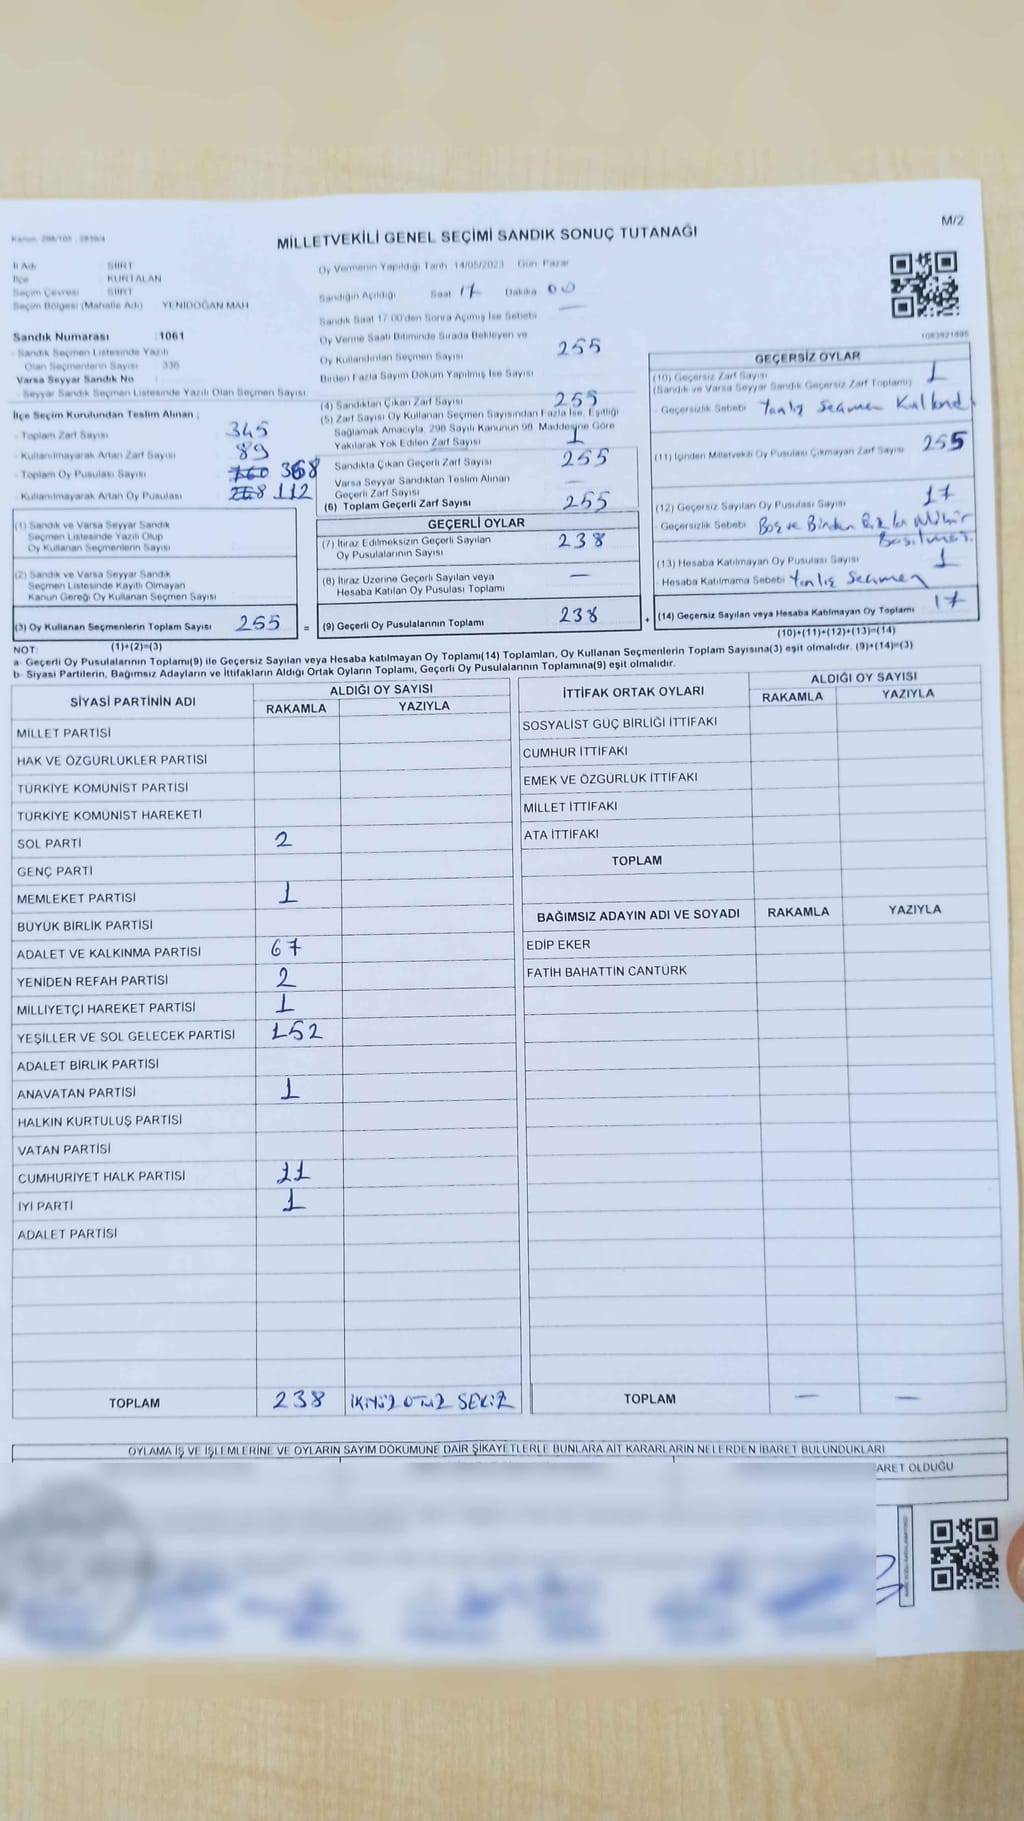 M/2
Kanun: 298/105 , 2839/4
MİLLETVEKİLİ GENEL SEÇİMİ SANDIK SONUÇ TUTANAĞI
İl Adı SİİRT
İlçe KURTALAN
Seçim Çevresi SİİRT
Seçim Bölgesi (Mahalle Adı) YENİDOĞAN MAH
Sandık Numarası :1061
- Sandık Seçmen Listesinde Yazılı
Olan Seçmenlerin Sayısı 336
Varsa Seyyar Sandık No :
- Seyyar Sandık Seçmen Listesinde Yazılı Olan Seçmen Sayısı
İlçe Seçim Kurulundan Teslim Alınan ;
- Toplam Zarf Sayısı 345
- Kullanılmayarak Artan Zarf Sayısı 89
- Toplam Oy Pusulası Sayısı 368
- Kullanılmayarak Artan Oy Pusulası 112
(1) Sandık ve Varsa Seyyar Sandık
Seçmen Listesinde Yazılı Olup
Oy Kullanan Seçmenlerin Sayısı
(2) Sandık ve Varsa Seyyar Sandık
Seçmen Listesinde Kayıtlı Olmayan
Kanun Gereği Oy Kullanan Seçmen Sayısı
(3) Oy Kullanan Seçmenlerin Toplam Sayısı 255 =
(1)+(2)=(3)
Oy Vermenin Yapıldığı Tarih 14/05/2023 Gün Pazar
Sandığın Açıldığı Saat 17 Dakika 00
Sandık Saat 17:00'den Sonra Açımış İse Sebebi —
Oy Verme Saati Bitiminde Sırada Bekleyen ve
Oy Kullandırılan Seçmen Sayısı 255
Birden Fazla Sayım Döküm Yapılmış İse Sayısı
(4) Sandıktan Çıkan Zarf Sayısı 255
(5) Zarf Sayısı Oy Kullanan Seçmen Sayısından Fazla İse, Eşitliği
Sağlamak Amacıyla, 298 Sayılı Kanunun 98. Maddesine Göre
Yakılarak Yok Edilen Zarf Sayısı 1
Sandıkta Çıkan Geçerli Zarf Sayısı 255
Varsa Seyyar Sandıktan Teslim Alınan
Geçerli Zarf Sayısı —
(6) Toplam Geçerli Zarf Sayısı 255
GEÇERLİ OYLAR
(7) İtiraz Edilmeksizin Geçerli Sayılan
Oy Pusulalarının Sayısı 238
(8) İtiraz Üzerine Geçerli Sayılan veya
Hesaba Katılan Oy Pusulası Toplamı —
(9) Geçerli Oy Pusulalarının Toplamı 238 +
1083921595
GEÇERSİZ OYLAR
(10) Geçersiz Zarf Sayısı
(Sandık ve Varsa Seyyar Sandık Geçersiz Zarf Toplamı) 1
- Geçersizlik Sebebi Yanlış Seçmen
(11) İçinden Milletvekili Oy Pusulası Çıkmayan Zarf Sayısı 255
(12) Geçersiz Sayılan Oy Pusulası Sayısı 17
- Geçersizlik Sebebi Boş ve Birden Mühür
Basılması
(13) Hesaba Katılmayan Oy Pusulası Sayısı 1
- Hesaba Katılmama Sebebi Yanlış Seçmen
(14) Geçersiz Sayılan veya Hesaba Katılmayan Oy Toplamı 17
(10)+(11)+(12)+(13)=(14)
NOT:
a- Geçerli Oy Pusulalarının Toplamı(9) ile Geçersiz Sayılan veya Hesaba katılmayan Oy Toplamı(14) Toplamları, Oy Kullanan Seçmenlerin Toplam Sayısına(3) eşit olmalıdır. (9)+(14)=(3)
b- Siyasi Partilerin, Bağımsız Adayların ve İttifakların Aldığı Ortak Oyların Toplamı, Geçerli Oy Pusulalarının Toplamına(9) eşit olmalıdır.
SİYASİ PARTİNİN ADI ALDIĞI OY SAYISI
RAKAMLA YAZIYLA
MİLLET PARTİSİ
HAK VE ÖZGÜRLÜKLER PARTİSİ
TÜRKİYE KOMÜNİST PARTİSİ
TÜRKİYE KOMÜNİST HAREKETİ
SOL PARTİ 2
GENÇ PARTİ
MEMLEKET PARTİSİ 1
BÜYÜK BİRLİK PARTİSİ
ADALET VE KALKINMA PARTİSİ 67
YENİDEN REFAH PARTİSİ 2
MİLLİYETÇİ HAREKET PARTİSİ 1
YEŞİLLER VE SOL GELECEK PARTİSİ 152
ADALET BİRLİK PARTİSİ
ANAVATAN PARTİSİ 1
HALKIN KURTULUŞ PARTİSİ
VATAN PARTİSİ
CUMHURİYET HALK PARTİSİ 11
İYİ PARTİ 1
ADALET PARTİSİ
TOPLAM 238 İKİYÜZ OTUZ SEKİZ
İTTİFAK ORTAK OYLARI ALDIĞI OY SAYISI
RAKAMLA YAZIYLA
SOSYALİST GÜÇ BİRLİĞİ İTTİFAKI
CUMHUR İTTİFAKI
EMEK VE ÖZGÜRLÜK İTTİFAKI
MİLLET İTTİFAKI
ATA İTTİFAKI
TOPLAM
BAĞIMSIZ ADAYIN ADI VE SOYADI RAKAMLA YAZIYLA
EDİP EKER
FATİH BAHATTİN CANTÜRK
TOPLAM — —
OYLAMA İŞ VE İŞLEMLERİNE VE OYLARIN SAYIM DÖKÜMÜNE DAİR ŞİKAYETLERLE BUNLARA AİT KARARLARIN NELERDEN İBARET BULUNDUKLARI
ARET OLDUĞU